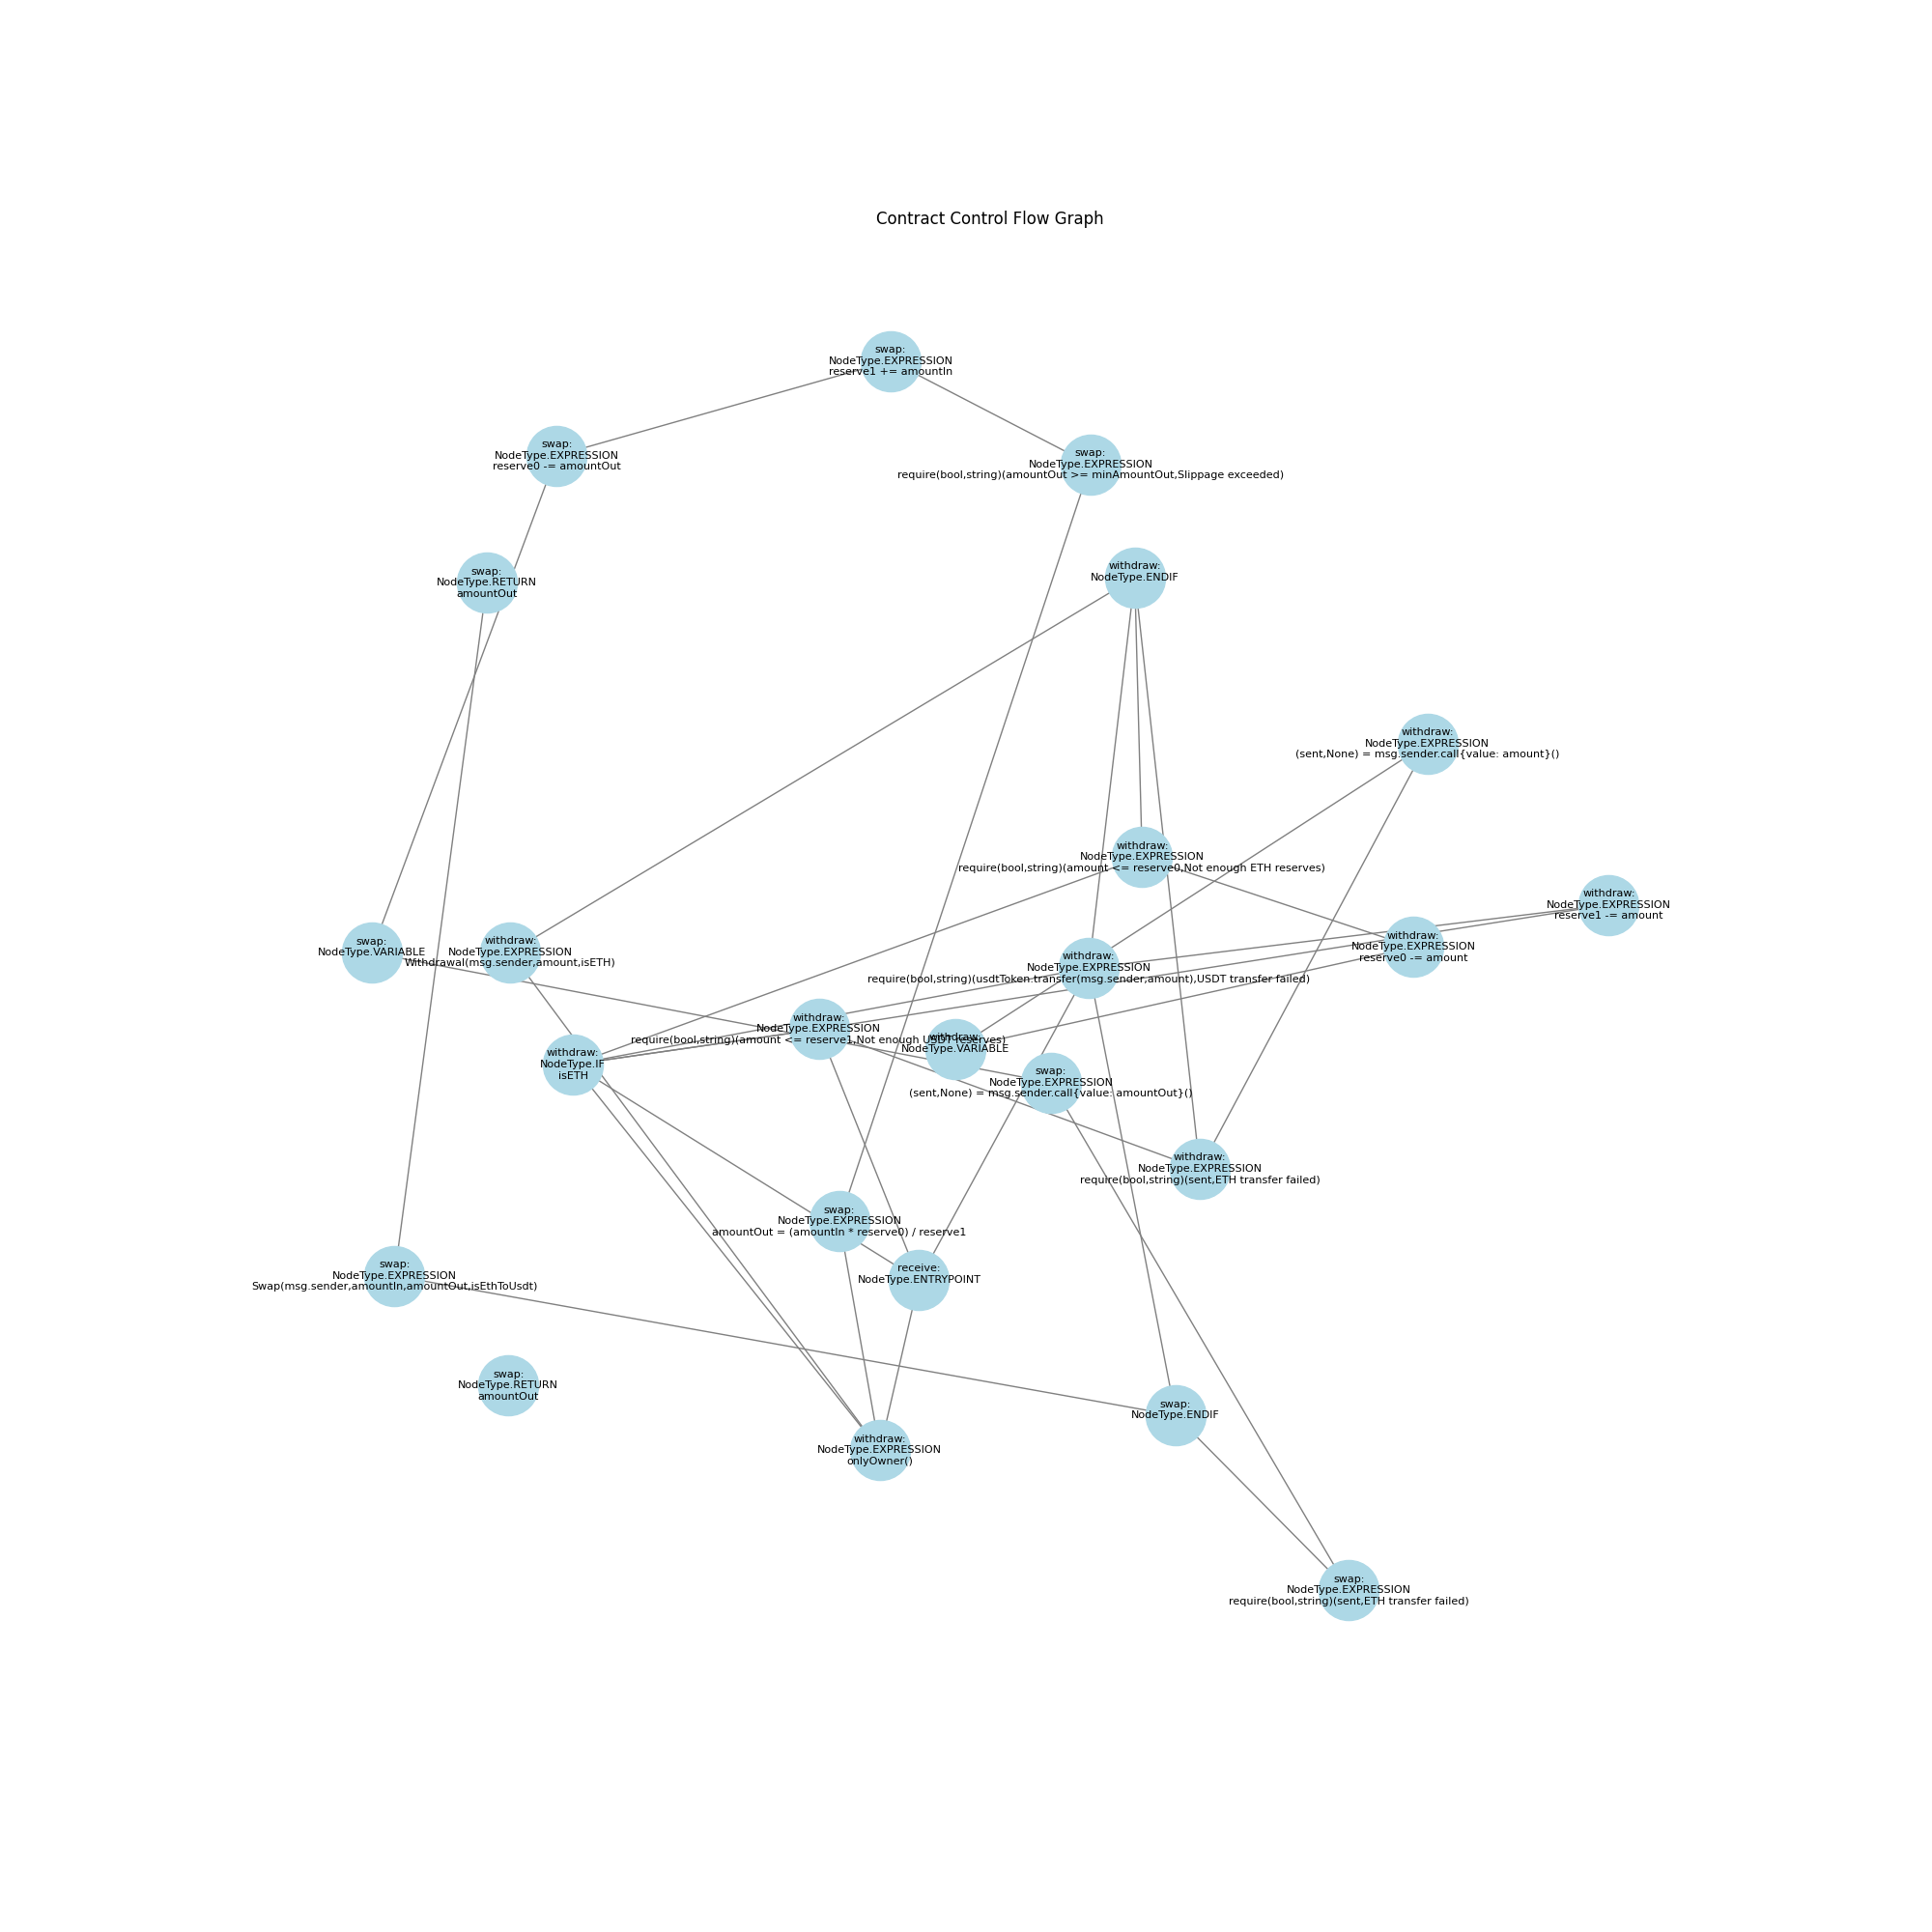 Contract Control Flow Graph
swap:
NodeType.EXPRESSION
reserve1 += amountIn
swap:
NodeType.EXPRESSION
reserve0 -= amountOut
swap:
NodeType.EXPRESSION
require(bool,string)(amountOut >= minAmountOut,Slippage exceeded)
swap:
NodeType.RETURN
amountOut
withdraw:
NodeType.ENDIF
withdraw:
NodeType.EXPRESSION
(sent,None) = msg.sender.call{value: amount}()
withdraw:
NodeType.EXPRESSION
require(bool,string)(amount <= reserve0,Not enough ETH reserves)
withdraw:
NodeType.EXPRESSION
reserve1 -= amount
swap:
NodeType.VARIABLE
withdraw:
NodeType.EXPRESSION
Withdrawal(msg.sender,amount,isETH)
withdraw:
NodeType.EXPRESSION
reserve0 -= amount
withdraw:
NodeType.EXPRESSION
require(bool,string)(usdtToken.transfer(msg.sender,amount),USDT transfer failed)
withdraw:
NodeType.EXPRESSION
require(bool,string)(amount <= reserve1,Not enough USDT reserves)
withdraw:
NodeType.VARIABLE
withdraw:
NodeType.IF
isETH
swap:
NodeType.EXPRESSION
(sent,None) = msg.sender.call{value: amountOut}()
withdraw:
NodeType.EXPRESSION
require(bool,string)(sent,ETH transfer failed)
swap:
NodeType.EXPRESSION
amountOut = (amountIn * reserve0) / reserve1
swap:
NodeType.EXPRESSION
Swap(msg.sender,amountIn,amountOut,isEthToUsdt)
receive:
NodeType.ENTRYPOINT
swap:
NodeType.RETURN
amountOut
swap:
NodeType.ENDIF
withdraw:
NodeType.EXPRESSION
onlyOwner()
swap:
NodeType.EXPRESSION
require(bool,string)(sent,ETH transfer failed)